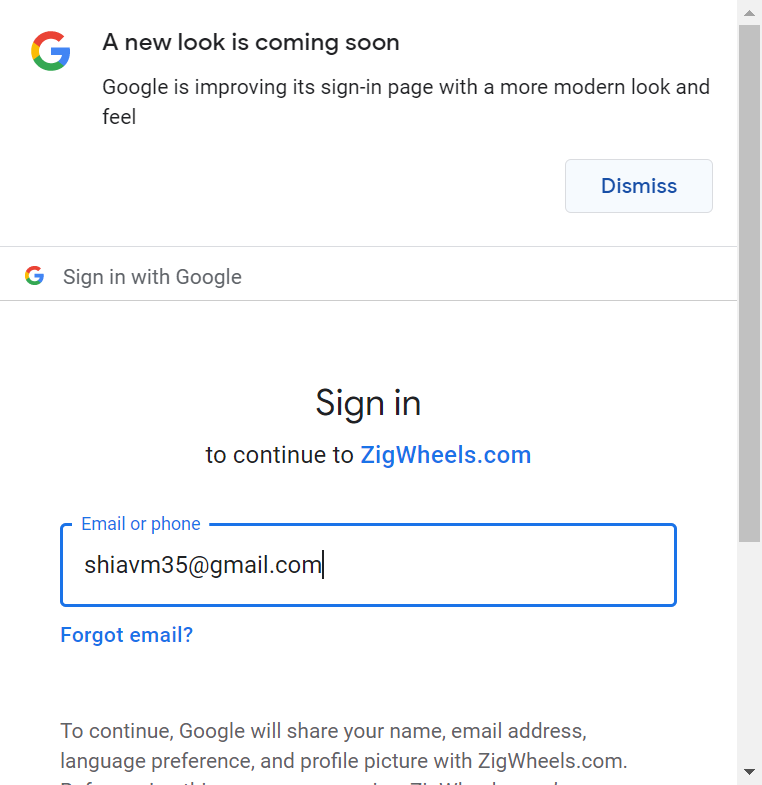 A new look is coming soon
Google is improving its sign-in page with a more modern look and
feel
Dismiss
Sign in with Google
Sign in
to continue to ZigWheels.com
Email or phone
shiavm35@gmail.com
Forgot email?
To continue, Google will share your name, email address,
language preference, and profile picture with ZigWheels.com.